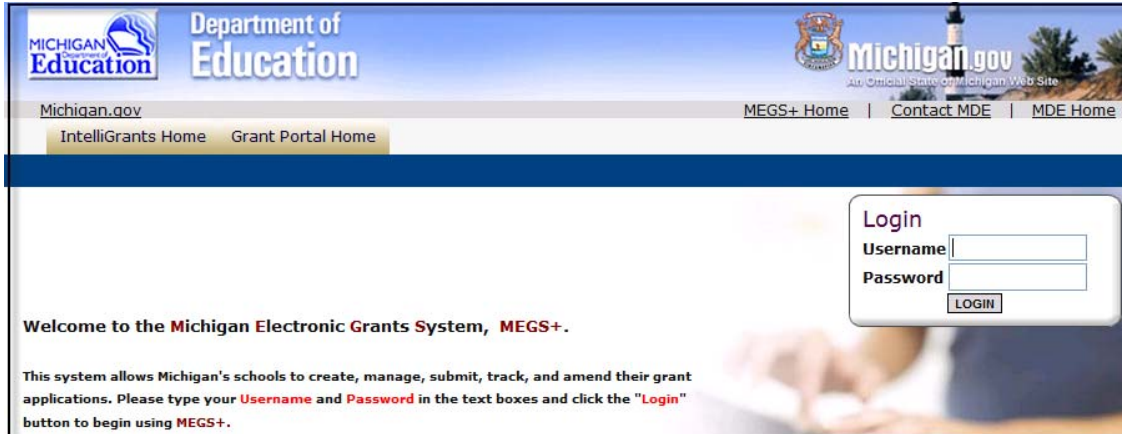 MICHIGAN
Department of
Education
Department of
Education
Michigan.gov
An Official State of Michigan Web Site
Michigan.gov
MEGS+ Home | Contact MDE | MDE Home
IntelliGrants Home Grant Portal Home
Login
Username
Password
LOGIN
Welcome to the Michigan Electronic Grants System, MEGS+.
This system allows Michigan's schools to create, manage, submit, track, and amend their grant
applications. Please type your Username and Password in the text boxes and click the "Login"
button to begin using MEGS+.